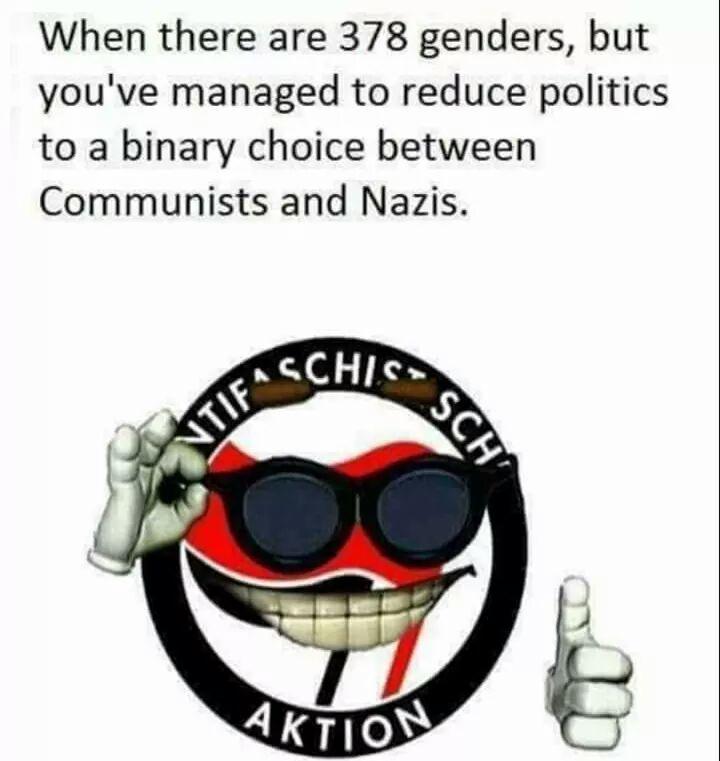 When there are 378 genders, but
you've managed to reduce politics
to a binary choice between
Communists and Nazis.
AKTION